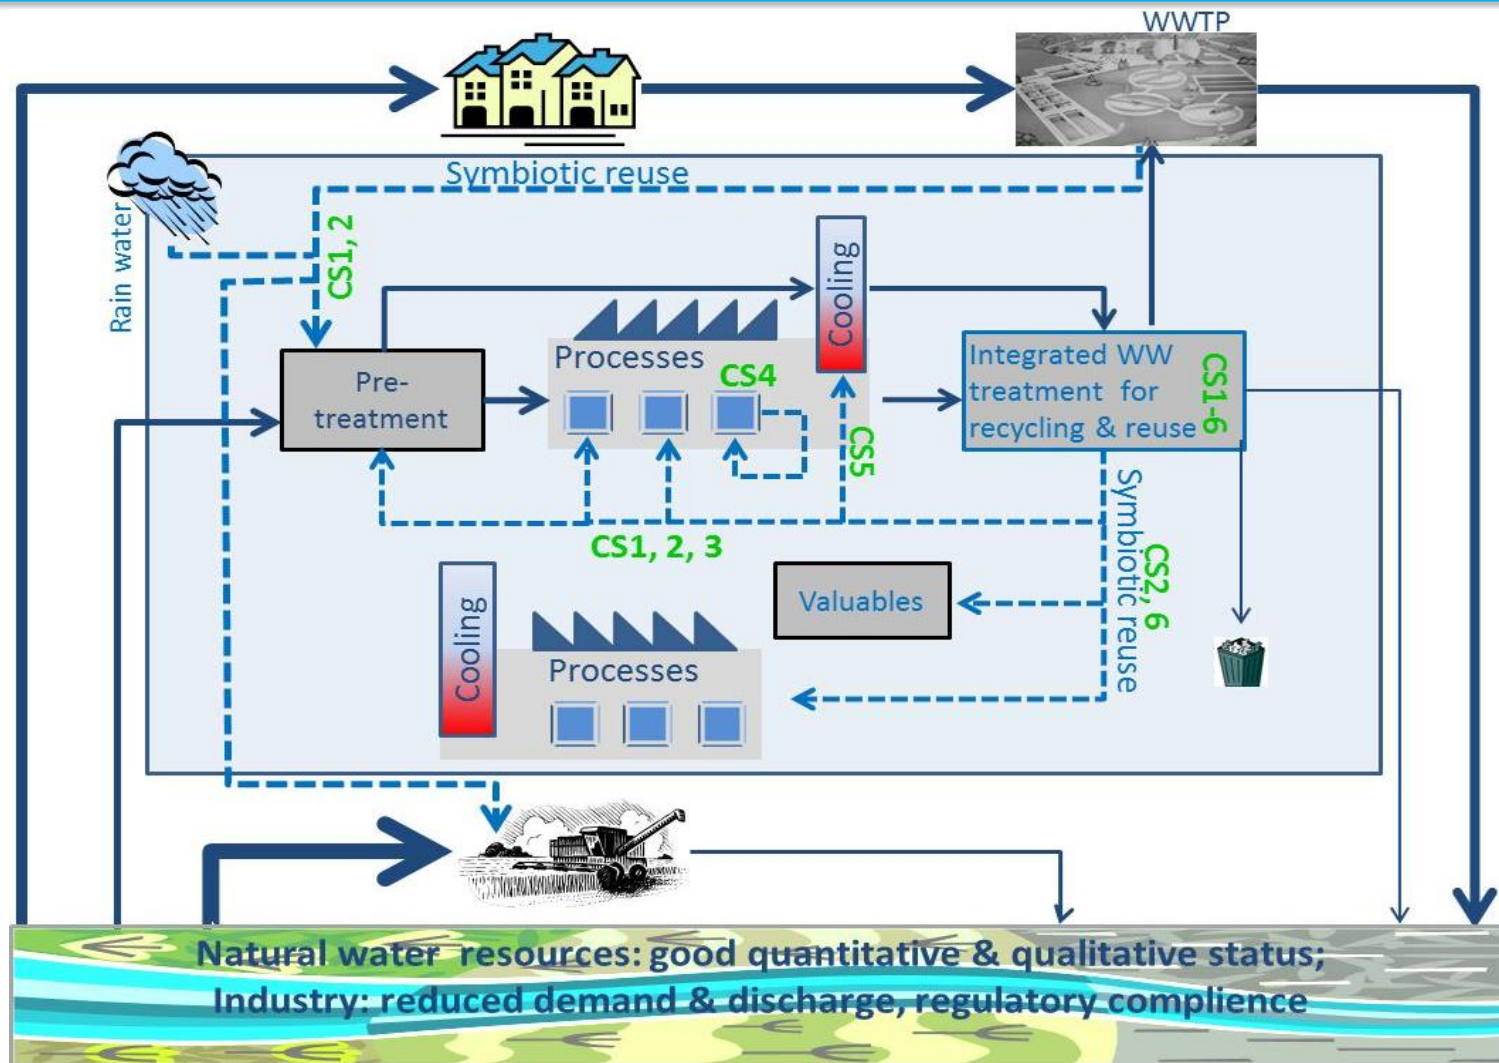 WWTP
Symbiotic reuse
Rain water
CS1, 2
Cooling
Processes
Pre-
treatment
CS4
Integrated WW
treatment for
recycling & reuse
CS1-6
CS5
Symbiotic reuse
CS1, 2, 3
CS2, 6
Valuables
Cooling
Processes
Natural water resources: good quantitative & qualitative status;
Industry: reduced demand & discharge, regulatory complience